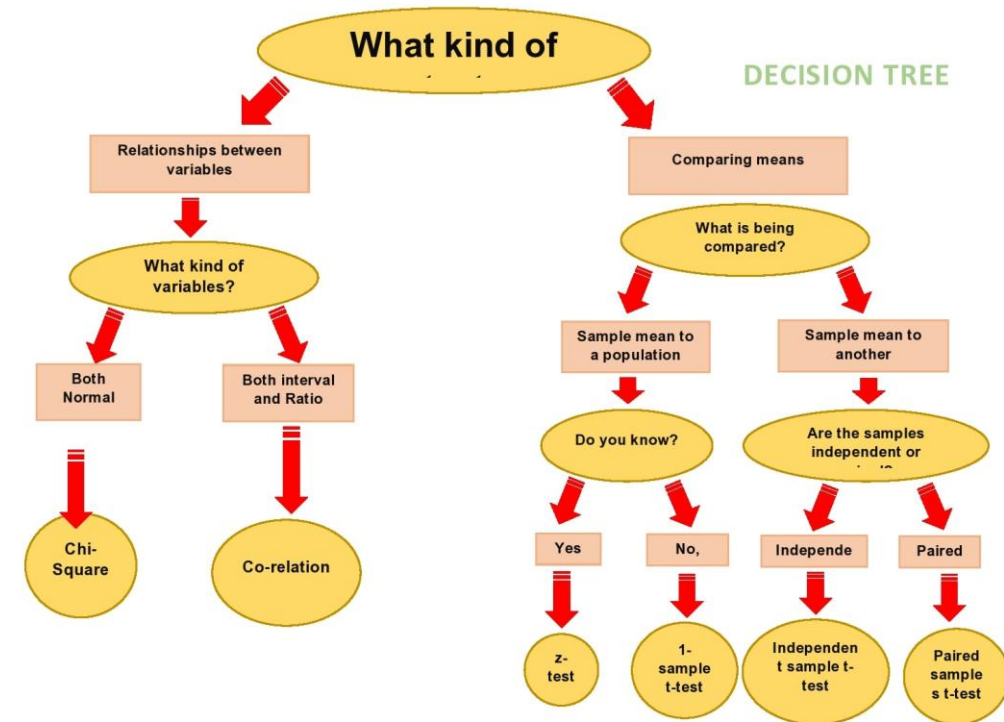 What kind of
DECISION TREE
Relationships between
variables
Comparing means
What kind of
variables?
What is being
compared?
Both
Normal
Both interval
and Ratio
Sample mean to
a population
Sample mean to
another
Do you know?
Are the samples
independent or
Yes
No,
Independe
Paired
Chi-
Square
Co-relation
z-
test
1-
sample
t-test
Independen
t sample t-
test
Paired
sample
s t-test